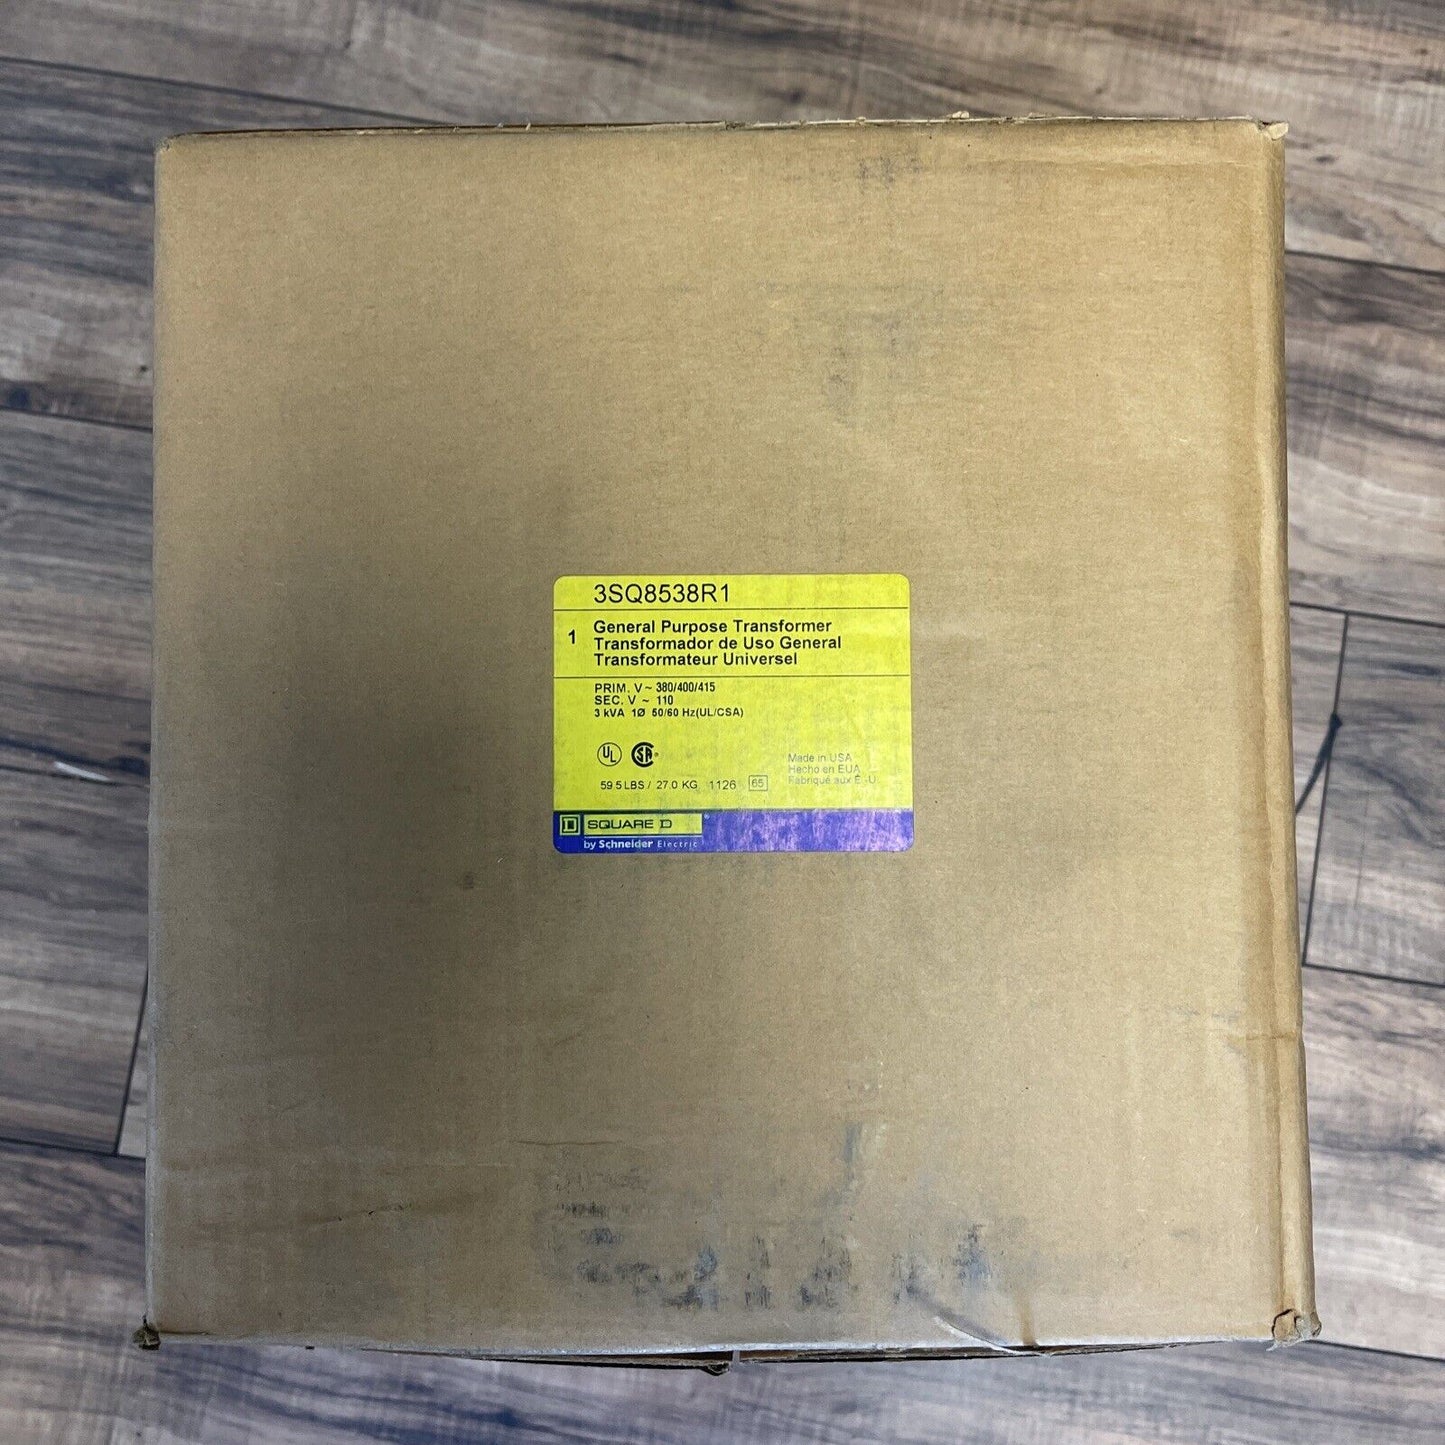 3SQ8538R1
1
General Purpose Transformer
Transformador de Uso General
Transformateur Universel
PRIM. V~ 380/400/415
SEC. V ~ 110
3 kVA 1Ø 50/60 Hz(UL/CSA)
UL
SA ®
Made in USA
Hecho en EUA
Fabriqué aux É.-U.
59.5 LBS / 27.0 KG 1126 65
D SQUARE D ®
by Schneider Electric